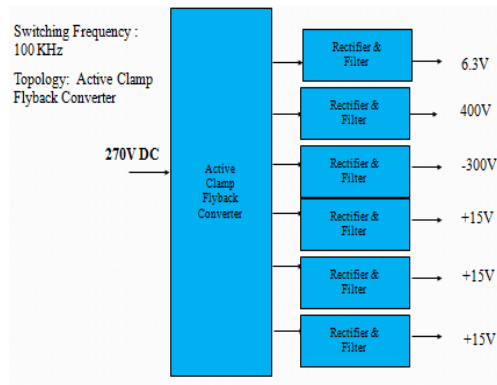 Switching Frequency :
100 KHz
Topology: Active Clamp
Flyback Converter
270V DC
Active
Clamp
Flyback
Converter
Rectifier &
Filter
6.3V
Rectifier &
Filter
400V
Rectifier &
Filter
-300V
Rectifier &
Filter
+15V
Rectifier &
Filter
+15V
Rectifier &
Filter
+15V